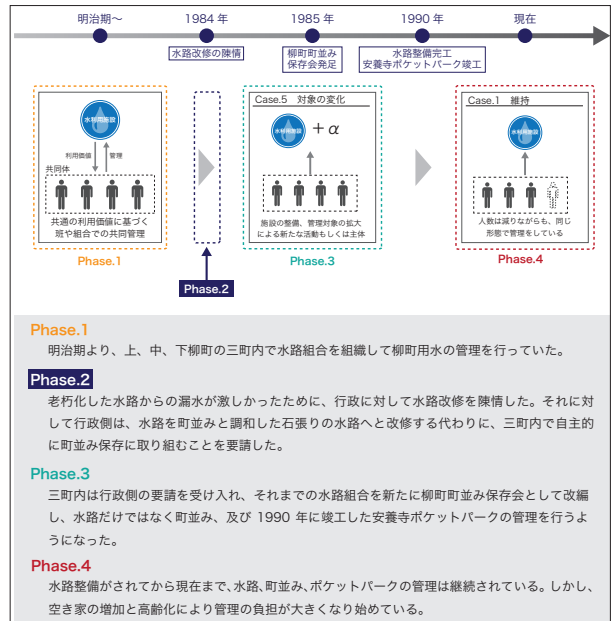 明治期～ 1984 年 1985 年 1990 年 現在
水路改修の陳情
柳町町並み
保存会発足
水路整備完工
安養寺ポケットパーク竣工
水利用施設
利用価値 管理
共同体
共通の利用価値に基づく
班や組合での共同管理
Phase.1
Phase.2
Case.5 対象の変化
水利用施設 + α
施設の整備、管理対象の拡大
による新たな活動もしくは主体
Phase.3
Case.1 維持
水利用施設
人数は減りながらも、同じ
形態で管理をしている
Phase.4
Phase.1
明治期より、上、中、下柳町の三町内で水路組合を組織して柳町用水の管理を行っていた。
Phase.2
老朽化した水路からの漏水が激しかったために、行政に対して水路改修を陳情した。それに対
して行政側は、水路を町並みと調和した石張りの水路へと改修する代わりに、三町内で自主的
に町並み保存に取り組むことを要請した。
Phase.3
三町内は行政側の要請を受け入れ、それまでの水路組合を新たに柳町町並み保存会として改編
し、水路だけではなく町並み、及び 1990 年に竣工した安養寺ポケットパークの管理を行うよ
うになった。
Phase.4
水路整備がされてから現在まで、水路、町並み、ポケットパークの管理は継続されている。しかし、
空き家の増加と高齢化により管理の負担が大きくなり始めている。